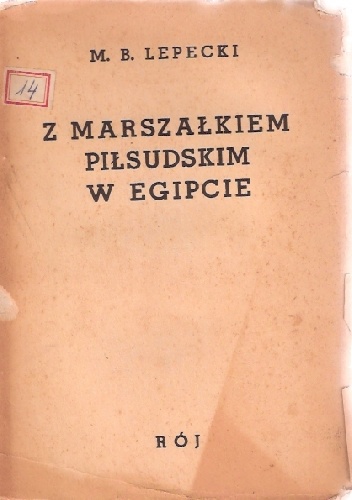 M. B. LEPECKI
14
Z MARSZAŁKIEM
PIŁSUDSKIM
W EGIPCIE
RÓJ